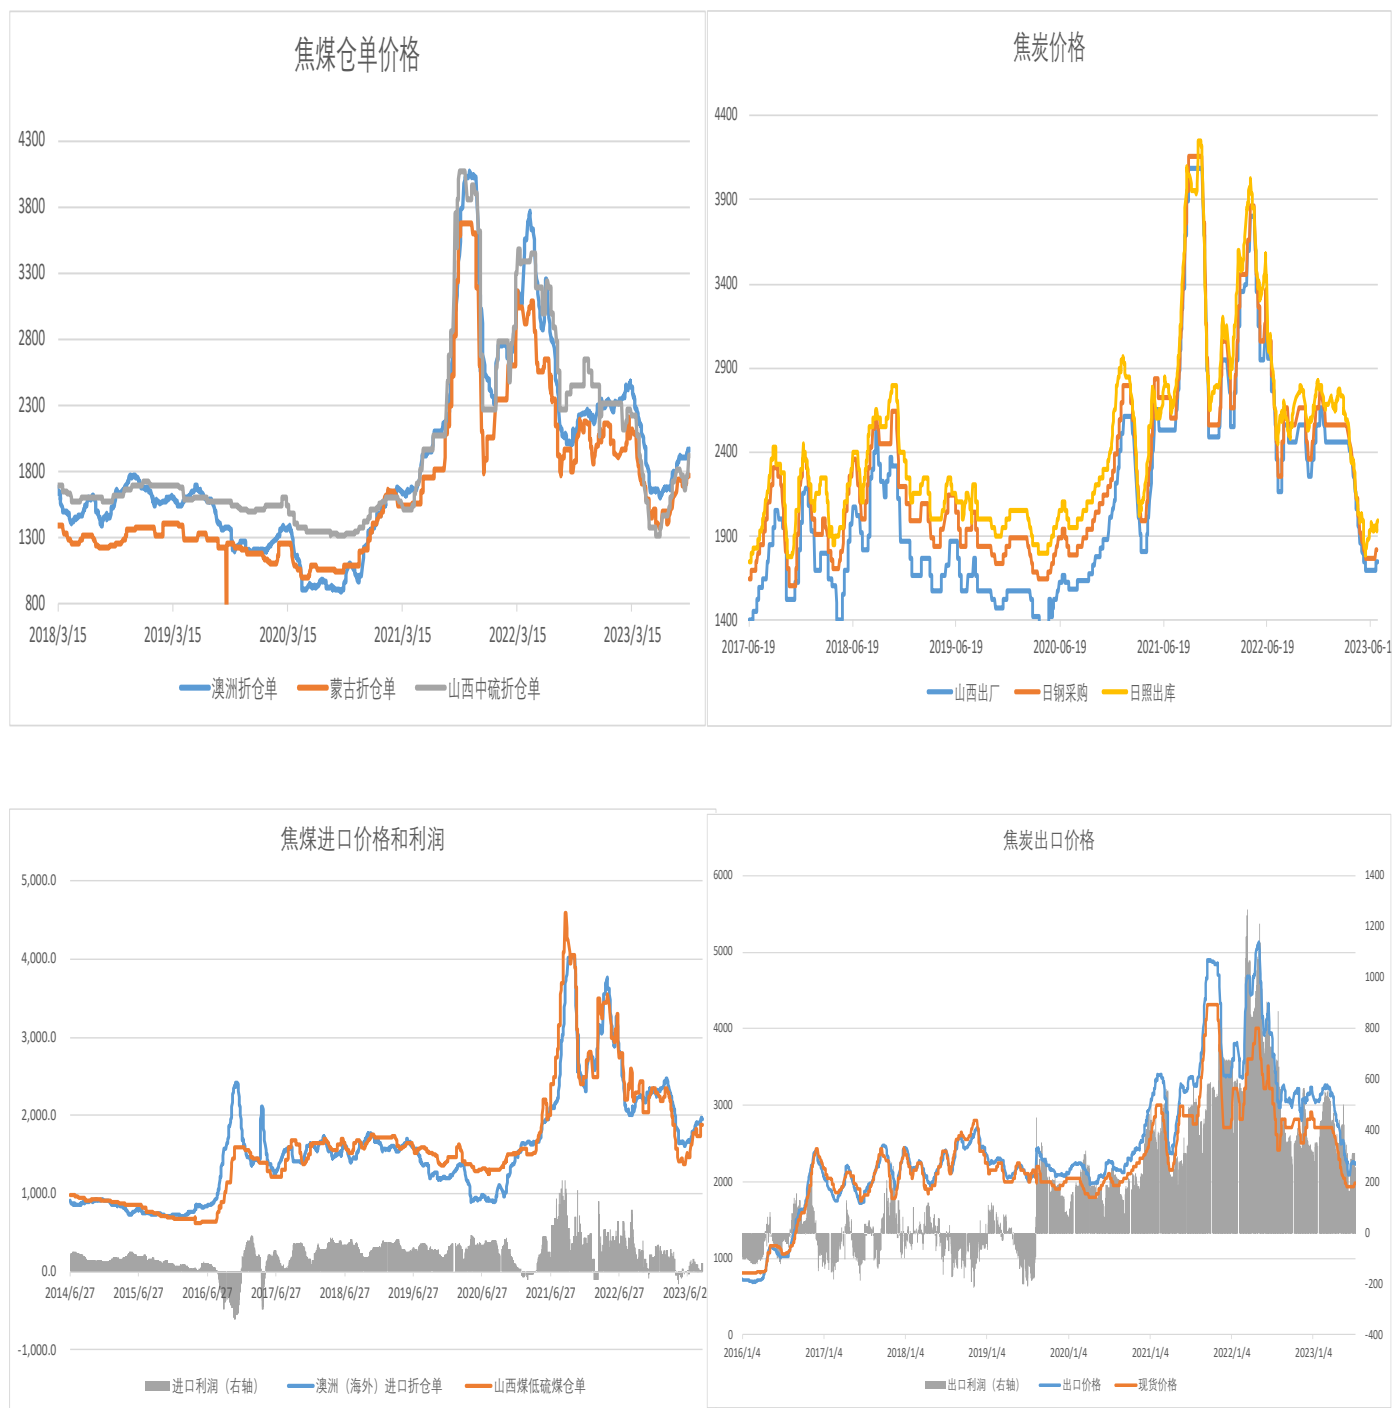 焦煤仓单价格
4300
3800
3300
2800
2300
1800
1300
800
2018/3/15 2019/3/15 2020/3/15 2021/3/15 2022/3/15 2023/3/15
澳洲折仓单 蒙古折仓单 山西中硫折仓单
焦炭价格
4400
3900
3400
2900
2400
1900
1400
2017-06-19 2018-06-19 2019-06-19 2020-06-19 2021-06-19 2022-06-19 2023-06-1
山西出厂 日钢采购 日照出库
焦煤进口价格和利润
5,000.0
4,000.0
3,000.0
2,000.0
1,000.0
0.0
-1,000.0
2014/6/27 2015/6/27 2016/6/27 2017/6/27 2018/6/27 2019/6/27 2020/6/27 2021/6/27 2022/6/27 2023/6/2
进口利润（右轴） 澳洲（海外）进口折仓单 山西煤低硫煤仓单
焦炭出口价格
6000 1400
5000 1200
4000 1000
3000 800
2000 600
1000 400
0 200
0
-200
-400
2016/1/4 2017/1/4 2018/1/4 2019/1/4 2020/1/4 2021/1/4 2022/1/4 2023/1/4
出口利润（右轴） 出口价格 现货价格